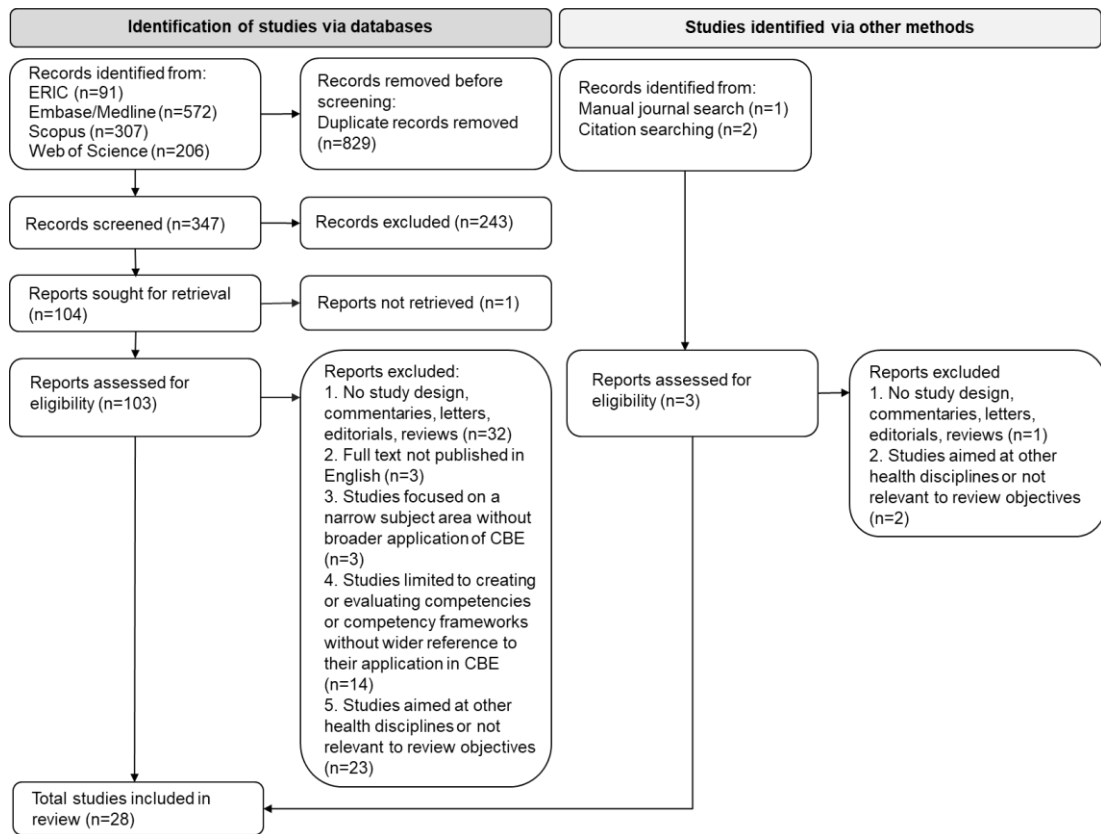 Identification of studies via databases
Records identified from:
ERIC (n=91)
Embase/Medline (n=572)
Scopus (n=307)
Web of Science (n=206)
Records removed before
screening:
Duplicate records removed
(n=829)
Records screened (n=347)
Records excluded (n=243)
Reports sought for retrieval
(n=104)
Reports not retrieved (n=1)
Reports assessed for
eligibility (n=103)
Reports excluded:
1. No study design,
commentaries, letters,
editorials, reviews (n=32)
2. Full text not published in
English (n=3)
3. Studies focused on a
narrow subject area without
broader application of CBE
(n=3)
4. Studies limited to creating
or evaluating competencies
or competency frameworks
without wider reference to
their application in CBE
(n=14)
5. Studies aimed at other
health disciplines or not
relevant to review objectives
(n=23)
Studies identified via other methods
Records identified from:
Manual journal search (n=1)
Citation searching (n=2)
Reports assessed for
eligibility (n=3)
Reports excluded
1. No study design,
commentaries, letters,
editorials, reviews (n=1)
2. Studies aimed at other
health disciplines or not
relevant to review objectives
(n=2)
Total studies included in
review (n=28)